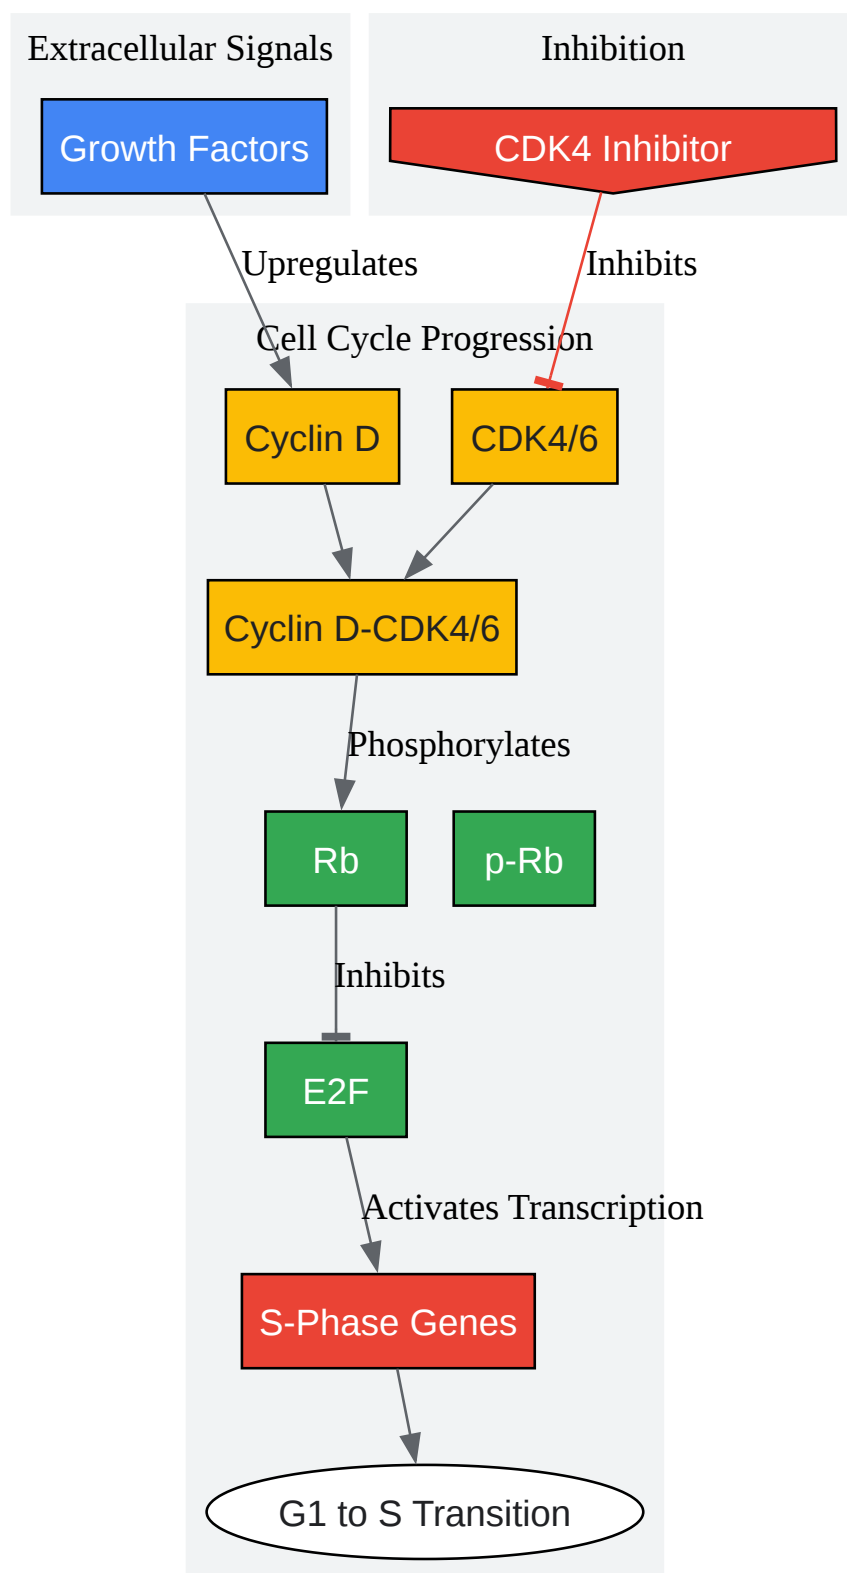 Extracellular Signals
Inhibition
Growth Factors
CDK4 Inhibitor
Upregulates
Inhibits
Cell Cycle Progression
Cyclin D
CDK4/6
Cyclin D-CDK4/6
Phosphorylates
Rb
p-Rb
Inhibits
E2F
Activates Transcription
S-Phase Genes
G1 to S Transition